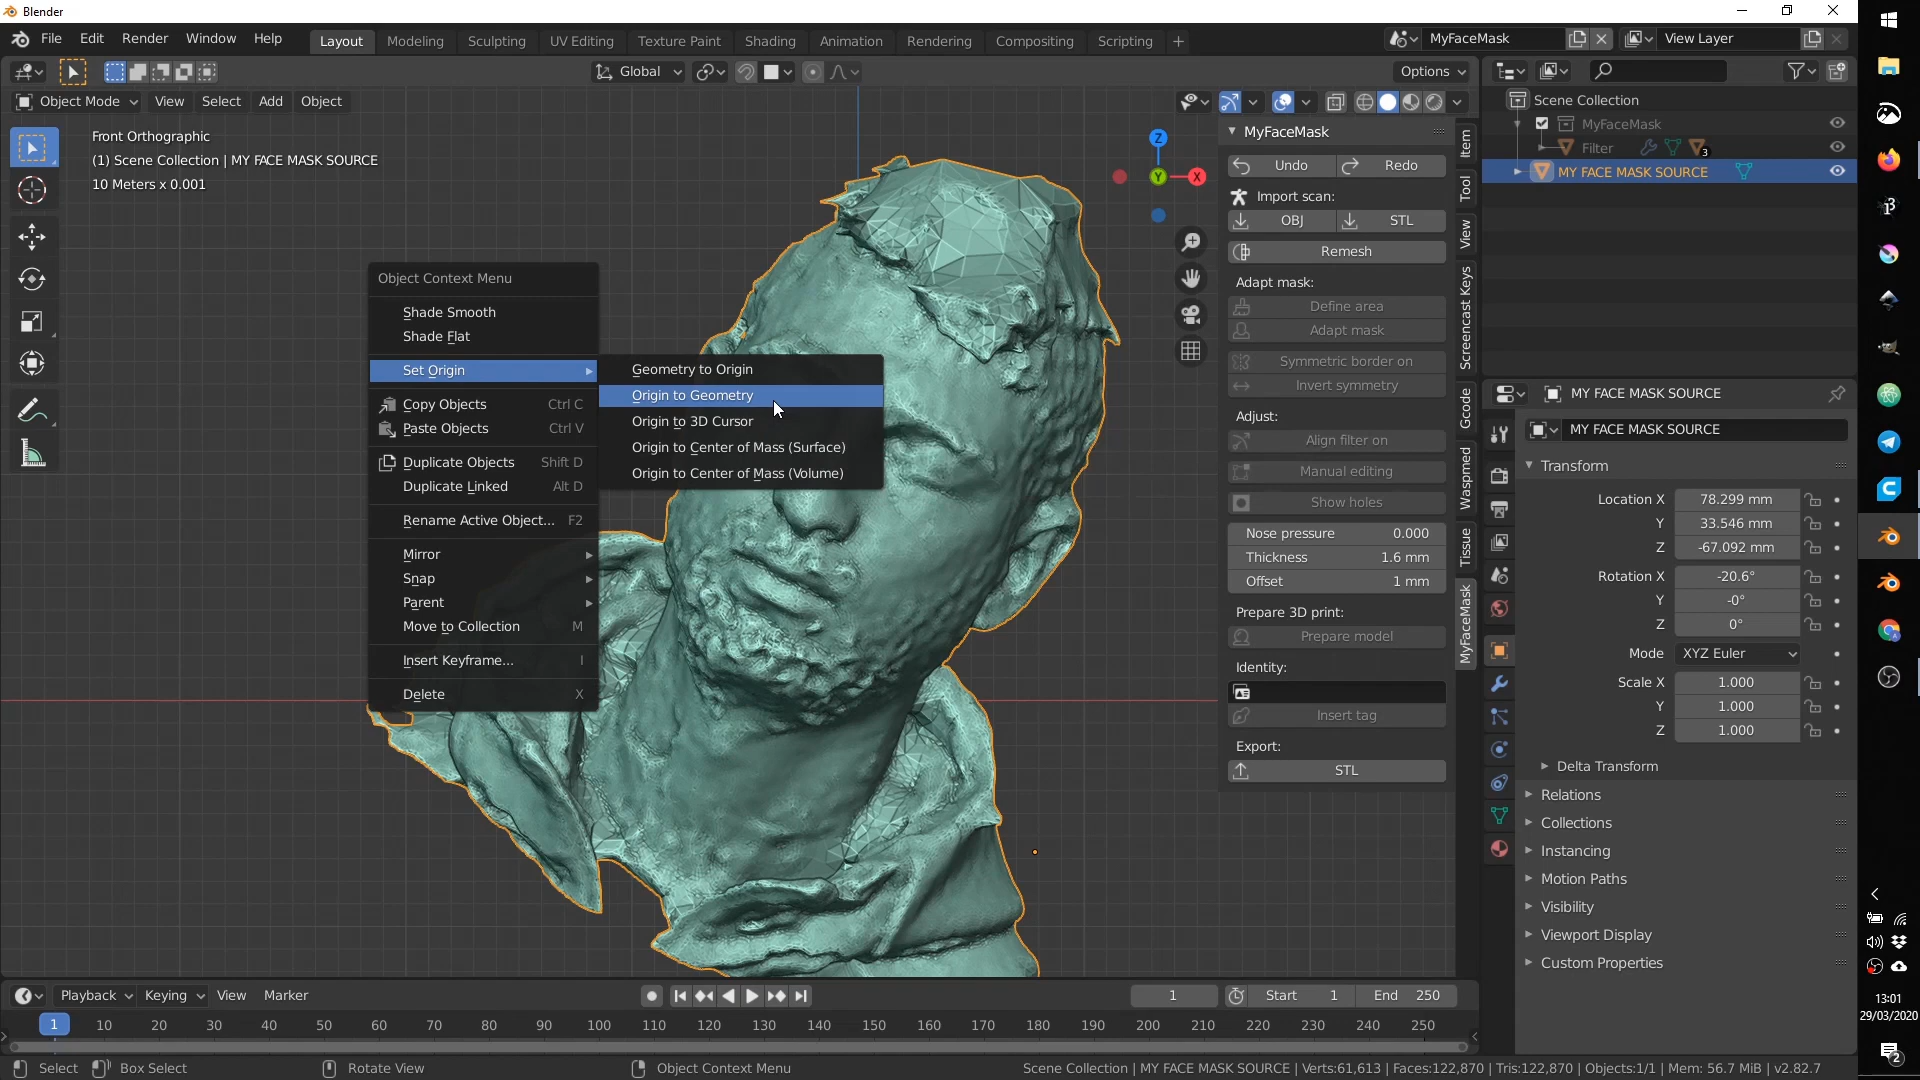 Blender
File Edit Render Window Help
Layout Modeling Sculpting UV Editing Texture Paint Shading Animation Rendering Compositing Scripting +
MyFaceMask
View Layer
Global
Options
Object Mode View Select Add Object
Front Orthographic
(1) Scene Collection | MY FACE MASK SOURCE
10 Meters x 0.001
Z
Y
X
Object Context Menu
Shade Smooth
Shade Flat
Set Origin
Copy Objects Ctrl C
Paste Objects Ctrl V
Duplicate Objects Shift D
Duplicate Linked Alt D
Rename Active Object... F2
Mirror
Snap
Parent
Move to Collection M
Insert Keyframe... I
Delete X
Geometry to Origin
Origin to Geometry
Origin to 3D Cursor
Origin to Center of Mass (Surface)
Origin to Center of Mass (Volume)
MyFaceMask
Undo Redo
Import scan:
OBJ STL
Remesh
Adapt mask:
Define area
Adapt mask
Symmetric border on
Invert symmetry
Adjust:
Align filter on
Manual editing
Show holes
Nose pressure 0.000
Thickness 1.6 mm
Offset 1 mm
Prepare 3D print:
Prepare model
Identity:
Insert tag
Export:
STL
Item
Tool
View
Screencast Keys
Gcode
Waspmed
Tissue
MyFaceMask
Scene Collection
MyFaceMask
Filter 3
MY FACE MASK SOURCE
MY FACE MASK SOURCE
MY FACE MASK SOURCE
Transform
Location X 78.299 mm
Y 33.546 mm
Z -67.092 mm
Rotation X -20.6°
Y -0°
Z 0°
Mode XYZ Euler
Scale X 1.000
Y 1.000
Z 1.000
Delta Transform
Relations
Collections
Instancing
Motion Paths
Visibility
Viewport Display
Custom Properties
Playback Keying View Marker
1
Start 1
End 250
1 10 20 30 40 50 60 70 80 90 100 110 120 130 140 150 160 170 180 190 200 210 220 230 240 250
Select Box Select Rotate View Object Context Menu
Scene Collection | MY FACE MASK SOURCE | Verts:61,613 | Faces:122,870 | Tris:122,870 | Objects:1/1 | Mem: 56.7 MiB | v2.82.7
13:01
29/03/2020
2